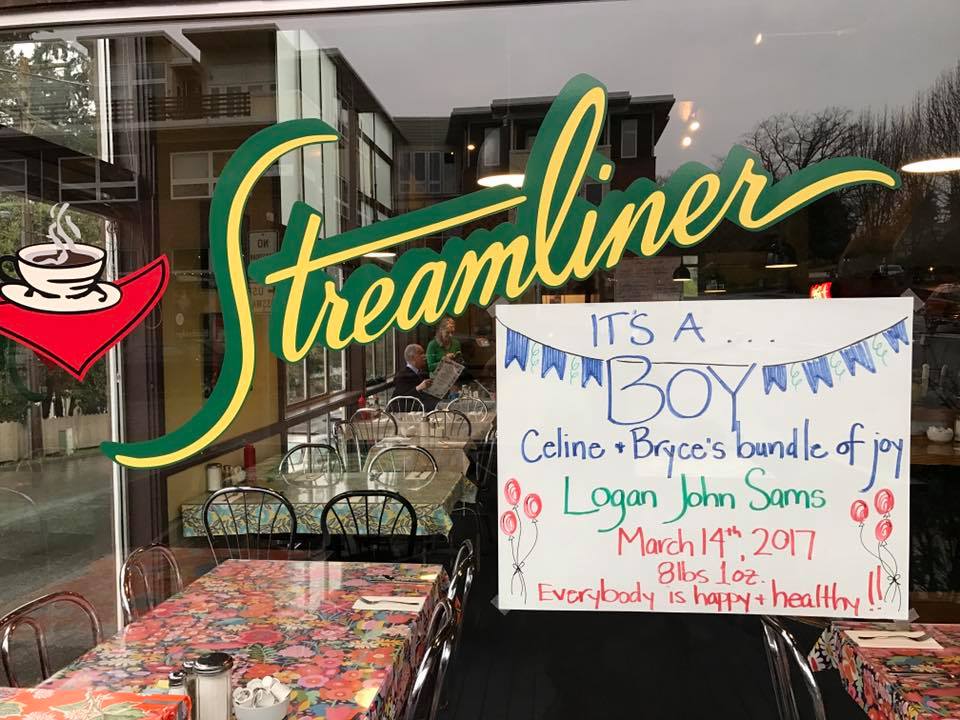 Streamliner
NO
IT'S A ...
BOY
Celine + Bryce's bundle of joy
Logan John Sams
March 14th, 2017
8lbs 1oz.
Everybody is happy + healthy!!